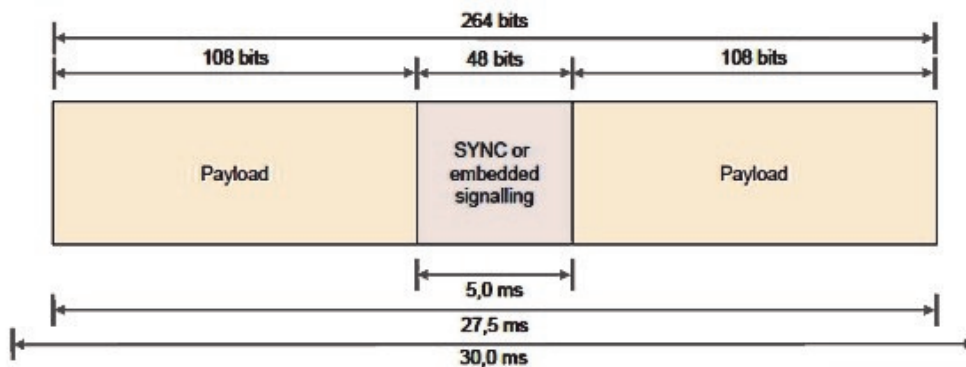 264 bits
108 bits 48 bits 108 bits
Payload
SYNC or
embedded
signalling
Payload
5,0 ms
27,5 ms
30,0 ms